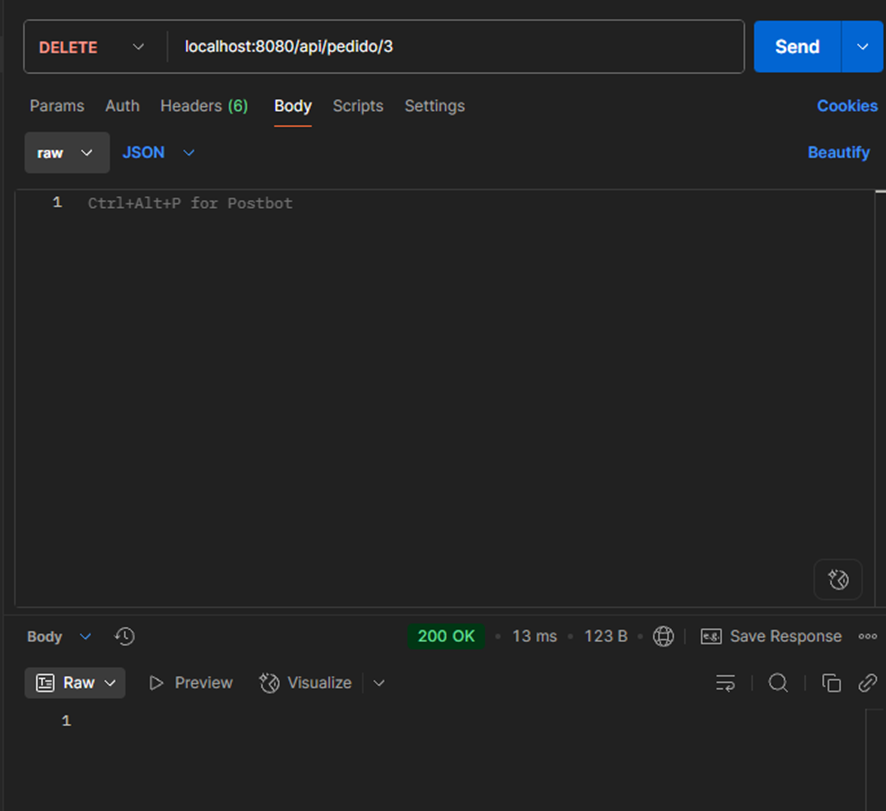 DELETE localhost:8080/api/pedido/3 Send
Params Auth Headers (6) Body Scripts Settings Cookies
raw JSON Beautify
1 Ctrl+Alt+P for Postbot
Body 200 OK • 13 ms • 123 B • e.g. Save Response
Raw Preview Visualize
1